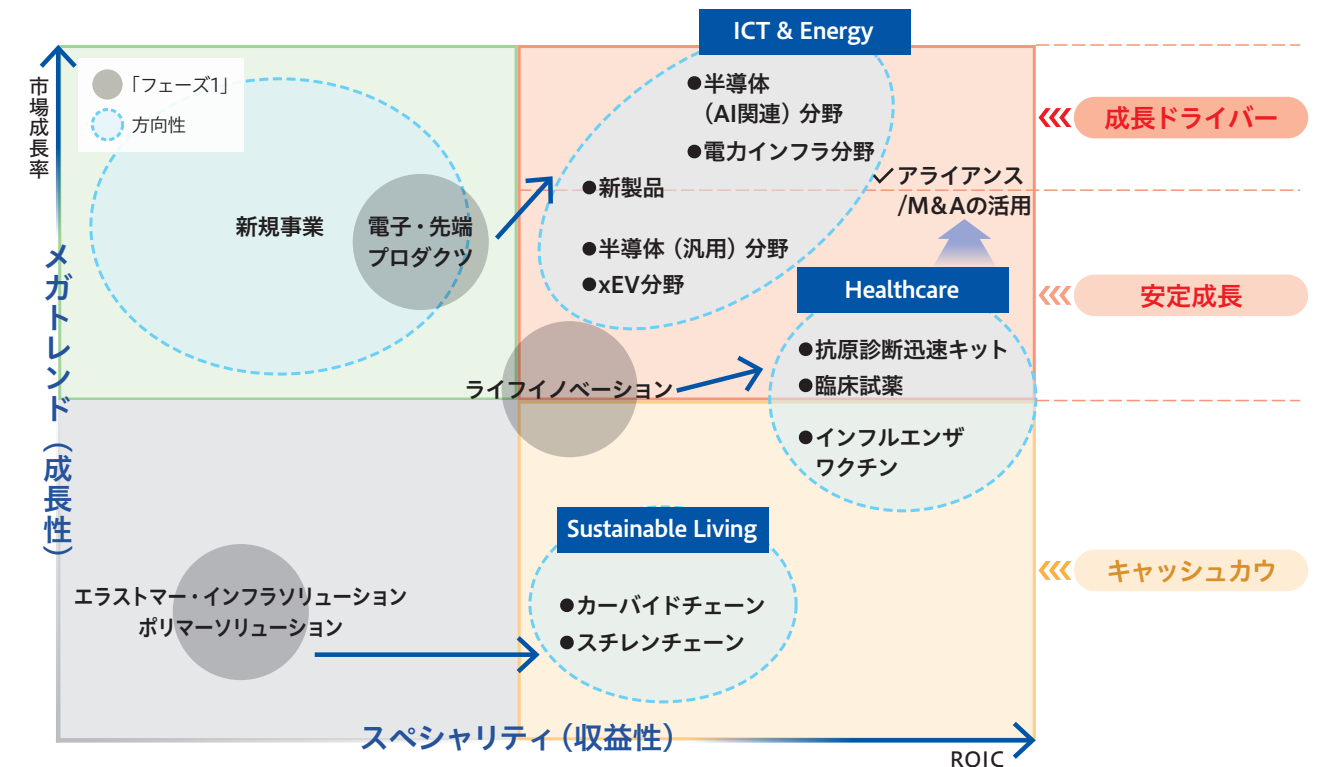 ICT & Energy
市場成長率
「フェーズ1」
方向性
●半導体
（AI関連）分野
●電力インフラ分野
成長ドライバー
✓アライアンス
/M&Aの活用
●新製品
新規事業
電子・先端
プロダクツ
●半導体（汎用）分野
●xEV分野
Healthcare
安定成長
メガトレンド（成長性）
●抗原診断迅速キット
●臨床試薬
ライフイノベーション
●インフルエンザ
ワクチン
Sustainable Living
キャッシュカウ
エラストマー・インフラソリューション
ポリマーソリューション
●カーバイドチェーン
●スチレンチェーン
スペシャリティ（収益性）
ROIC